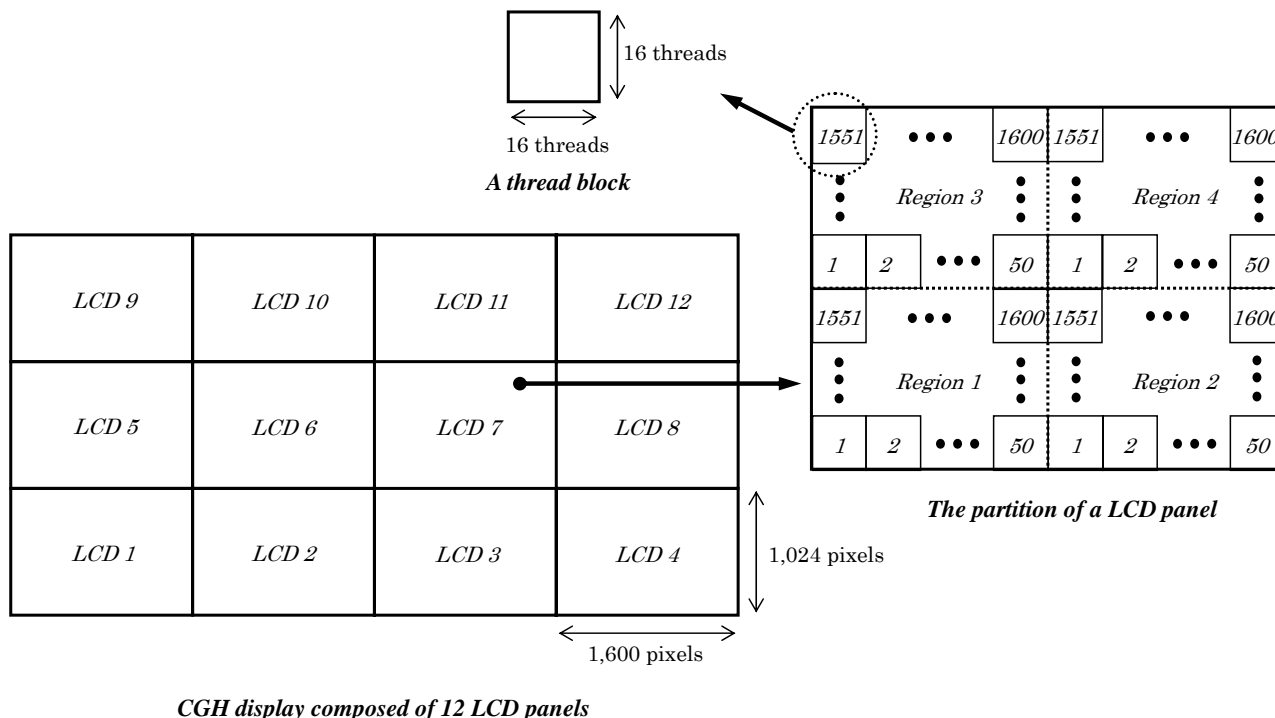 16 threads
16 threads
A thread block
1551 1600 1551 1600
Region 3 Region 4
1 2 50 1 2 50
1551 1600 1551 1600
Region 1 Region 2
1 2 50 1 2 50
The partition of a LCD panel
LCD 9 LCD 10 LCD 11 LCD 12
LCD 5 LCD 6 LCD 7 LCD 8
LCD 1 LCD 2 LCD 3 LCD 4
1,024 pixels
1,600 pixels
CGH display composed of 12 LCD panels